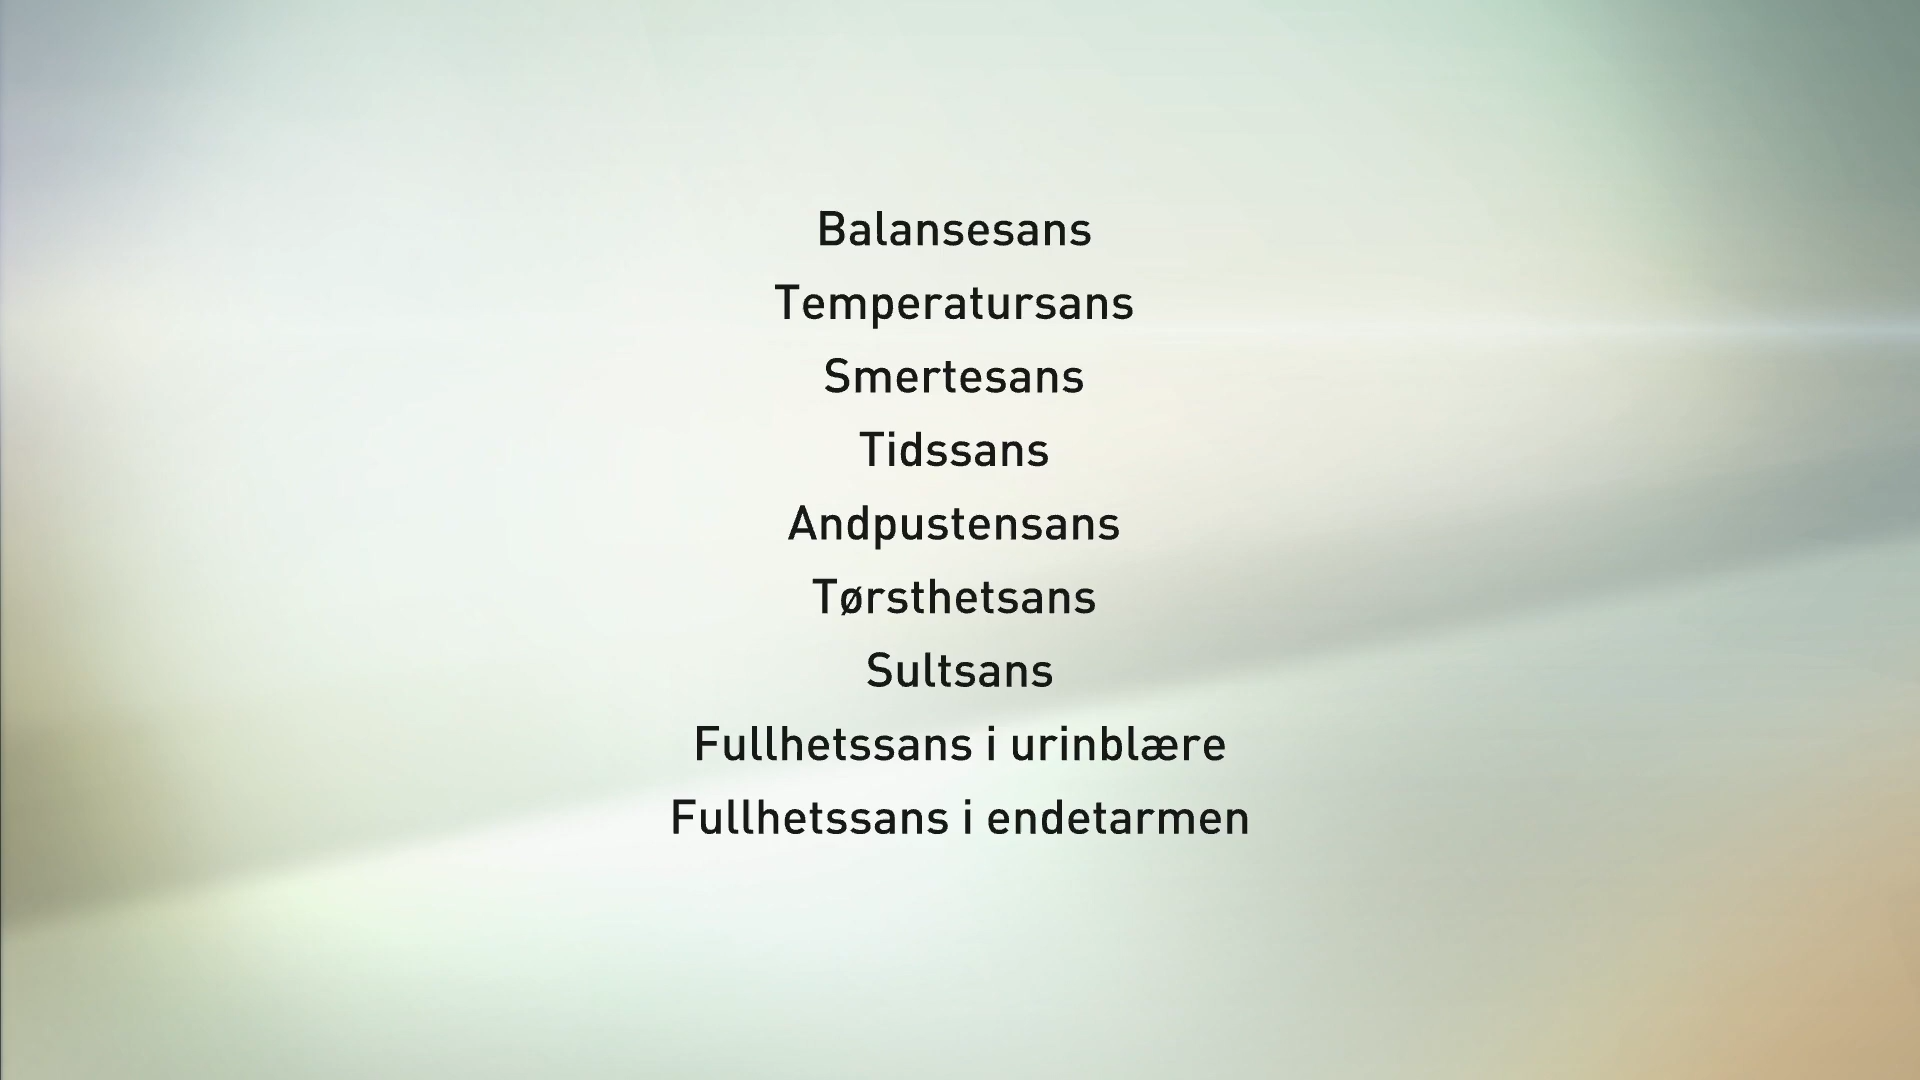 Balansesans
Temperatursans
Smertesans
Tidssans
Andpustensans
Tørsthetsans
Sultsans
Fullhetssans i urinblære
Fullhetssans i endetarmen